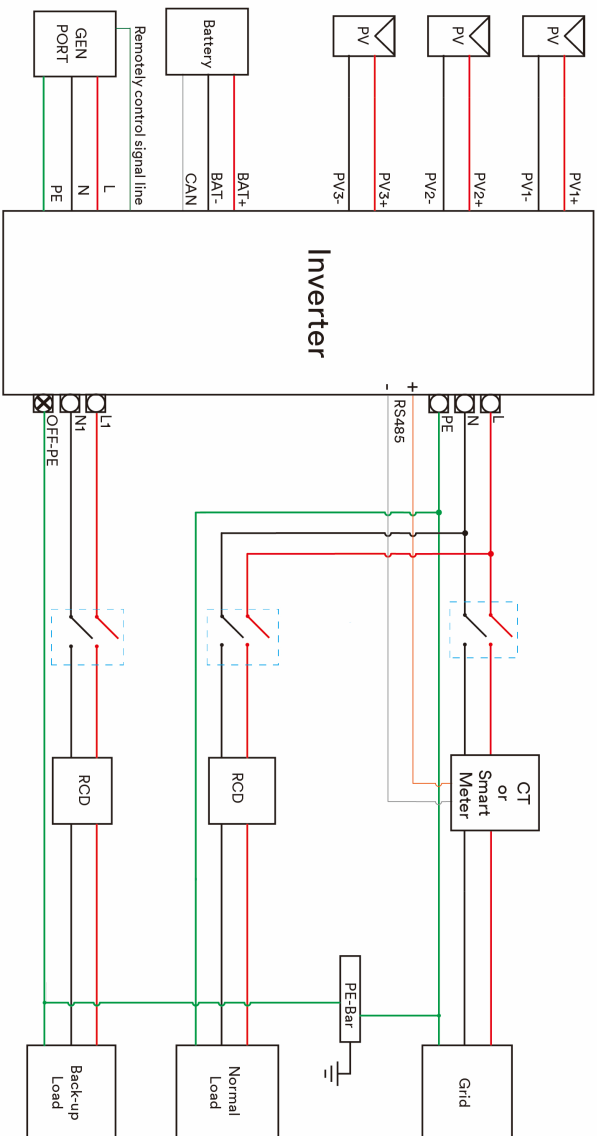 PV
PV
PV
Battery
GEN
PORT
Remotely control signal line
PV1+
PV1-
PV2+
PV2-
PV3+
PV3-
BAT+
BAT-
CAN
L
N
PE
Inverter
L
N
PE
+
-
RS485
L1
N1
OFF-PE
CT
or
Smart
Meter
RCD
RCD
PE-Bar
Grid
Normal
Load
Back-up
Load